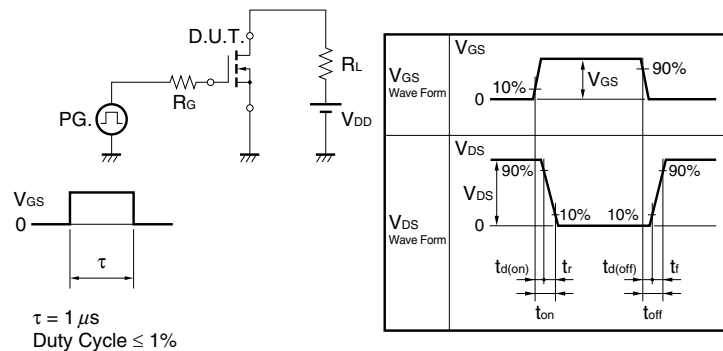 D.U.T.
RL
RG
PG.
VDD
VGS
0
τ
τ = 1 μs
Duty Cycle ≤ 1%
VGS
Wave Form
VGS
10%
0
VGS
90%
VDS
Wave Form
VDS
90%
VDS
0
10%
10%
90%
td(on)
tr
td(off)
tf
ton
toff